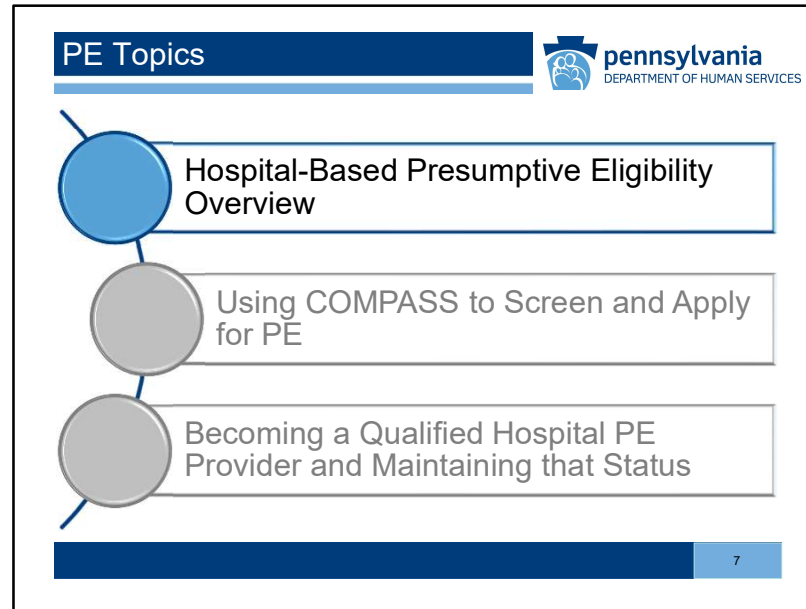 PE Topics
pennsylvania
DEPARTMENT OF HUMAN SERVICES
Hospital-Based Presumptive Eligibility
Overview
Using COMPASS to Screen and Apply
for PE
Becoming a Qualified Hospital PE
Provider and Maintaining that Status
7